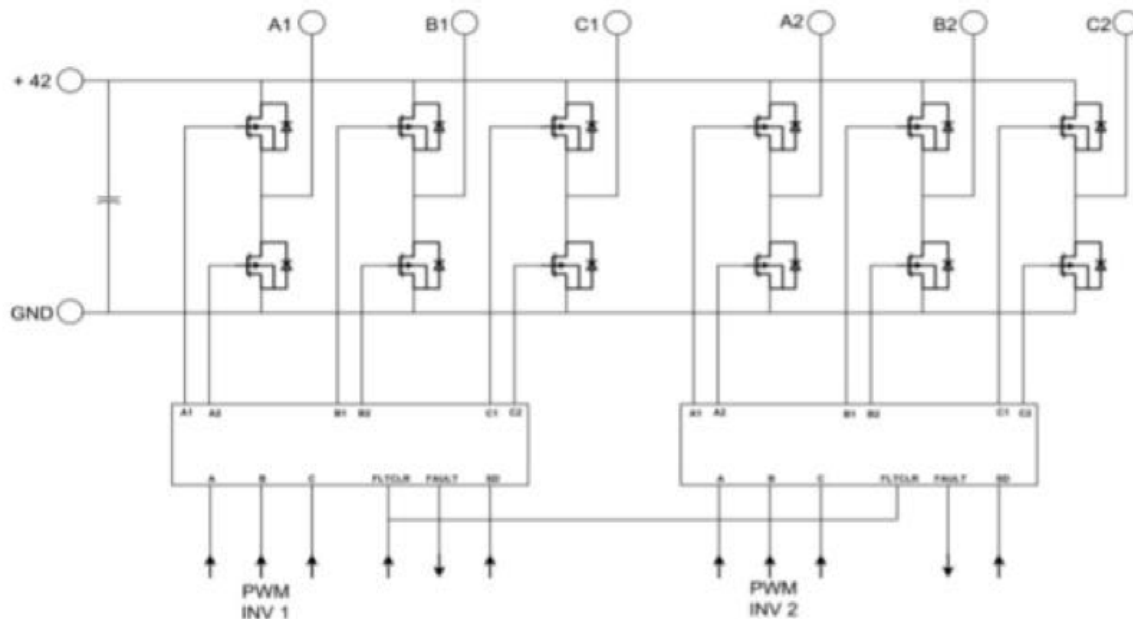 A1 B1 C1 A2 B2 C2
+ 42
GND
A1 A2 B1 B2 C1 C2 A1 A2 B1 B2 C1 C2
A B C FLTCLR FAULT SD A B C FLTCLR FAULT SD
PWM PWM
INV 1 INV 2